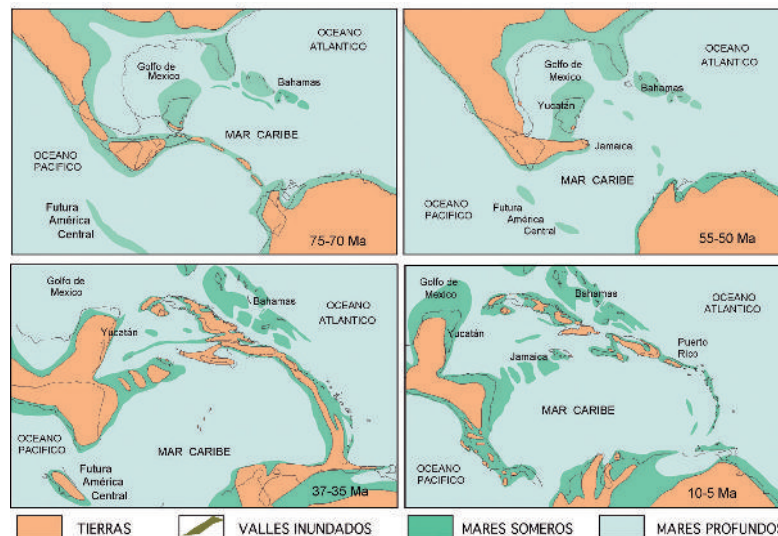 OCEANO
ATLANTICO
Golfo de
Mexico
Bahamas
MAR CARIBE
OCEANO
PACIFICO
Futura
América
Central
75-70 Ma
OCEANO
ATLANTICO
Golfo de
Mexico
Bahamas
Yucatán
Jamaica
MAR CARIBE
OCEANO
PACIFICO
Futura
América
Central
55-50 Ma
Golfo de
Mexico
Bahamas
OCEANO
ATLANTICO
Yucatán
OCEANO
PACIFICO
MAR CARIBE
Futura
América
Central
37-35 Ma
Golfo de
Mexico
Bahamas
OCEANO
ATLANTICO
Yucatán
Puerto
Rico
Jamaica
MAR CARIBE
OCEANO
PACIFICO
10-5 Ma
TIERRAS
VALLES INUNDADOS
MARES SOMEROS
MARES PROFUNDOS